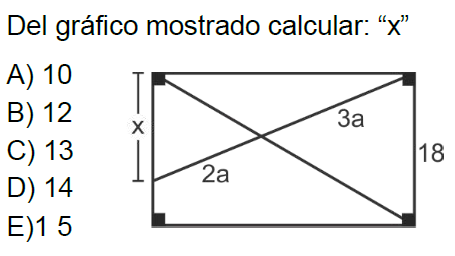 Del gráfico mostrado calcular: “x”
A) 10
B) 12
C) 13
D) 14
E)1 5
x
3a
2a
18